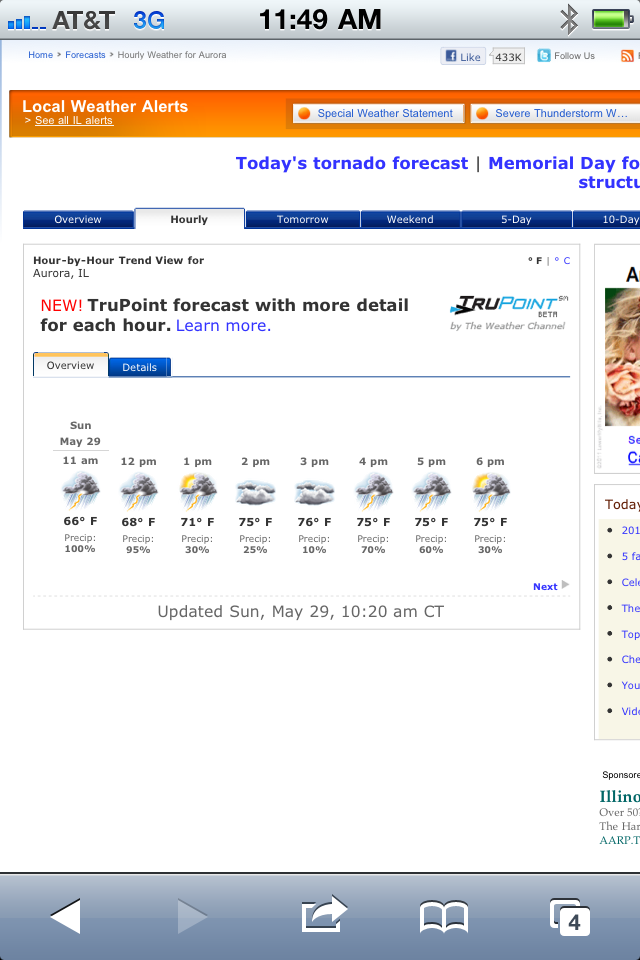 AT&T 3G 11:49 AM
Home > Forecasts > Hourly Weather for Aurora Like 433K Follow Us
Local Weather Alerts
> See all IL alerts
Special Weather Statement Severe Thunderstorm W...
Today's tornado forecast | Memorial Day fo
structu
Overview Hourly Tomorrow Weekend 5-Day 10-Day
Hour-by-Hour Trend View for
Aurora, IL
° F | ° C
NEW! TruPoint forecast with more detail
for each hour. Learn more.
TRUPOINT SM
BETA
by The Weather Channel
Overview Details
Sun
May 29
11 am 12 pm 1 pm 2 pm 3 pm 4 pm 5 pm 6 pm
66° F 68° F 71° F 75° F 76° F 75° F 75° F 75° F
Precip: Precip: Precip: Precip: Precip: Precip: Precip: Precip:
100% 95% 30% 25% 10% 70% 60% 30%
Next
Updated Sun, May 29, 10:20 am CT
A
Se
Ca
Today
201
5 fa
Cele
The
Top
Che
You
Vide
Sponsore
Illino
Over 50?
The Har
AARP.T
4